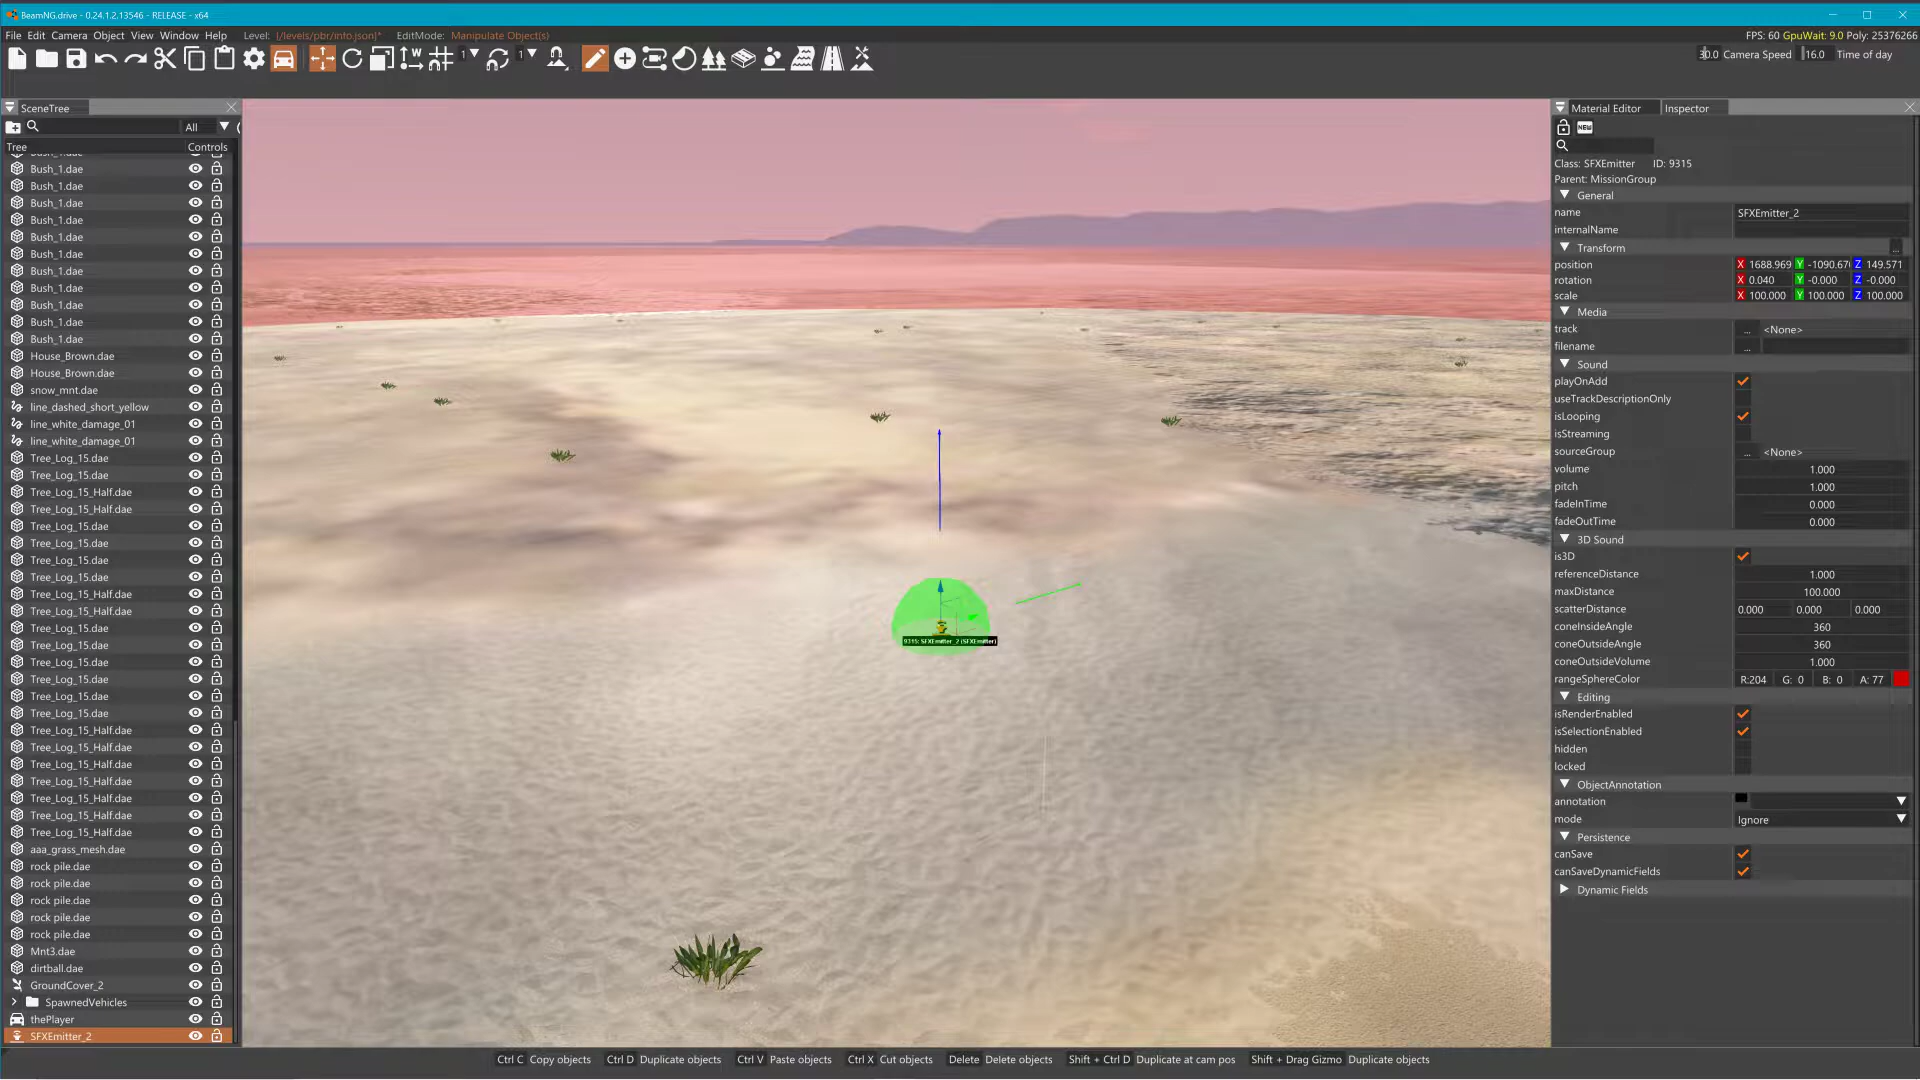 BeamNG.drive - 0.24.1.2.13546 - RELEASE - x64
File Edit Camera Object View Window Help Level: [/levels/pbr/info.json]* EditMode: Manipulate Object(s)
FPS: 60 GpuWait: 9.0 Poly: 25376266
1 1
30.0 Camera Speed 16.0 Time of day
SceneTree
All
Tree Controls
Bush_1.dae
Bush_1.dae
Bush_1.dae
Bush_1.dae
Bush_1.dae
Bush_1.dae
Bush_1.dae
Bush_1.dae
Bush_1.dae
Bush_1.dae
Bush_1.dae
Bush_1.dae
House_Brown.dae
House_Brown.dae
snow_mnt.dae
line_dashed_short_yellow
line_white_damage_01
line_white_damage_01
Tree_Log_15.dae
Tree_Log_15.dae
Tree_Log_15_Half.dae
Tree_Log_15_Half.dae
Tree_Log_15.dae
Tree_Log_15.dae
Tree_Log_15.dae
Tree_Log_15.dae
Tree_Log_15_Half.dae
Tree_Log_15_Half.dae
Tree_Log_15.dae
Tree_Log_15.dae
Tree_Log_15.dae
Tree_Log_15.dae
Tree_Log_15.dae
Tree_Log_15.dae
Tree_Log_15_Half.dae
Tree_Log_15_Half.dae
Tree_Log_15_Half.dae
Tree_Log_15_Half.dae
Tree_Log_15_Half.dae
Tree_Log_15_Half.dae
Tree_Log_15_Half.dae
aaa_grass_mesh.dae
rock pile.dae
rock pile.dae
rock pile.dae
rock pile.dae
rock pile.dae
Mnt3.dae
dirtball.dae
GroundCover_2
SpawnedVehicles
thePlayer
SFXEmitter_2
9315: SFXEmitter_2 (SFXEmitter)
Material Editor Inspector
NEW
Class: SFXEmitter ID: 9315
Parent: MissionGroup
General
name SFXEmitter_2
internalName
Transform ...
position X 1688.969 Y -1090.67 Z 149.571
rotation X 0.040 Y -0.000 Z -0.000
scale X 100.000 Y 100.000 Z 100.000
Media
track ... <None>
filename ...
Sound
playOnAdd
useTrackDescriptionOnly
isLooping
isStreaming
sourceGroup ... <None>
volume 1.000
pitch 1.000
fadeInTime 0.000
fadeOutTime 0.000
3D Sound
is3D
referenceDistance 1.000
maxDistance 100.000
scatterDistance 0.000 0.000 0.000
coneInsideAngle 360
coneOutsideAngle 360
coneOutsideVolume 1.000
rangeSphereColor R:204 G: 0 B: 0 A: 77
Editing
isRenderEnabled
isSelectionEnabled
hidden
locked
ObjectAnnotation
annotation
mode Ignore
Persistence
canSave
canSaveDynamicFields
Dynamic Fields
Ctrl C Copy objects Ctrl D Duplicate objects Ctrl V Paste objects Ctrl X Cut objects Delete Delete objects Shift + Ctrl D Duplicate at cam pos Shift + Drag Gizmo Duplicate objects